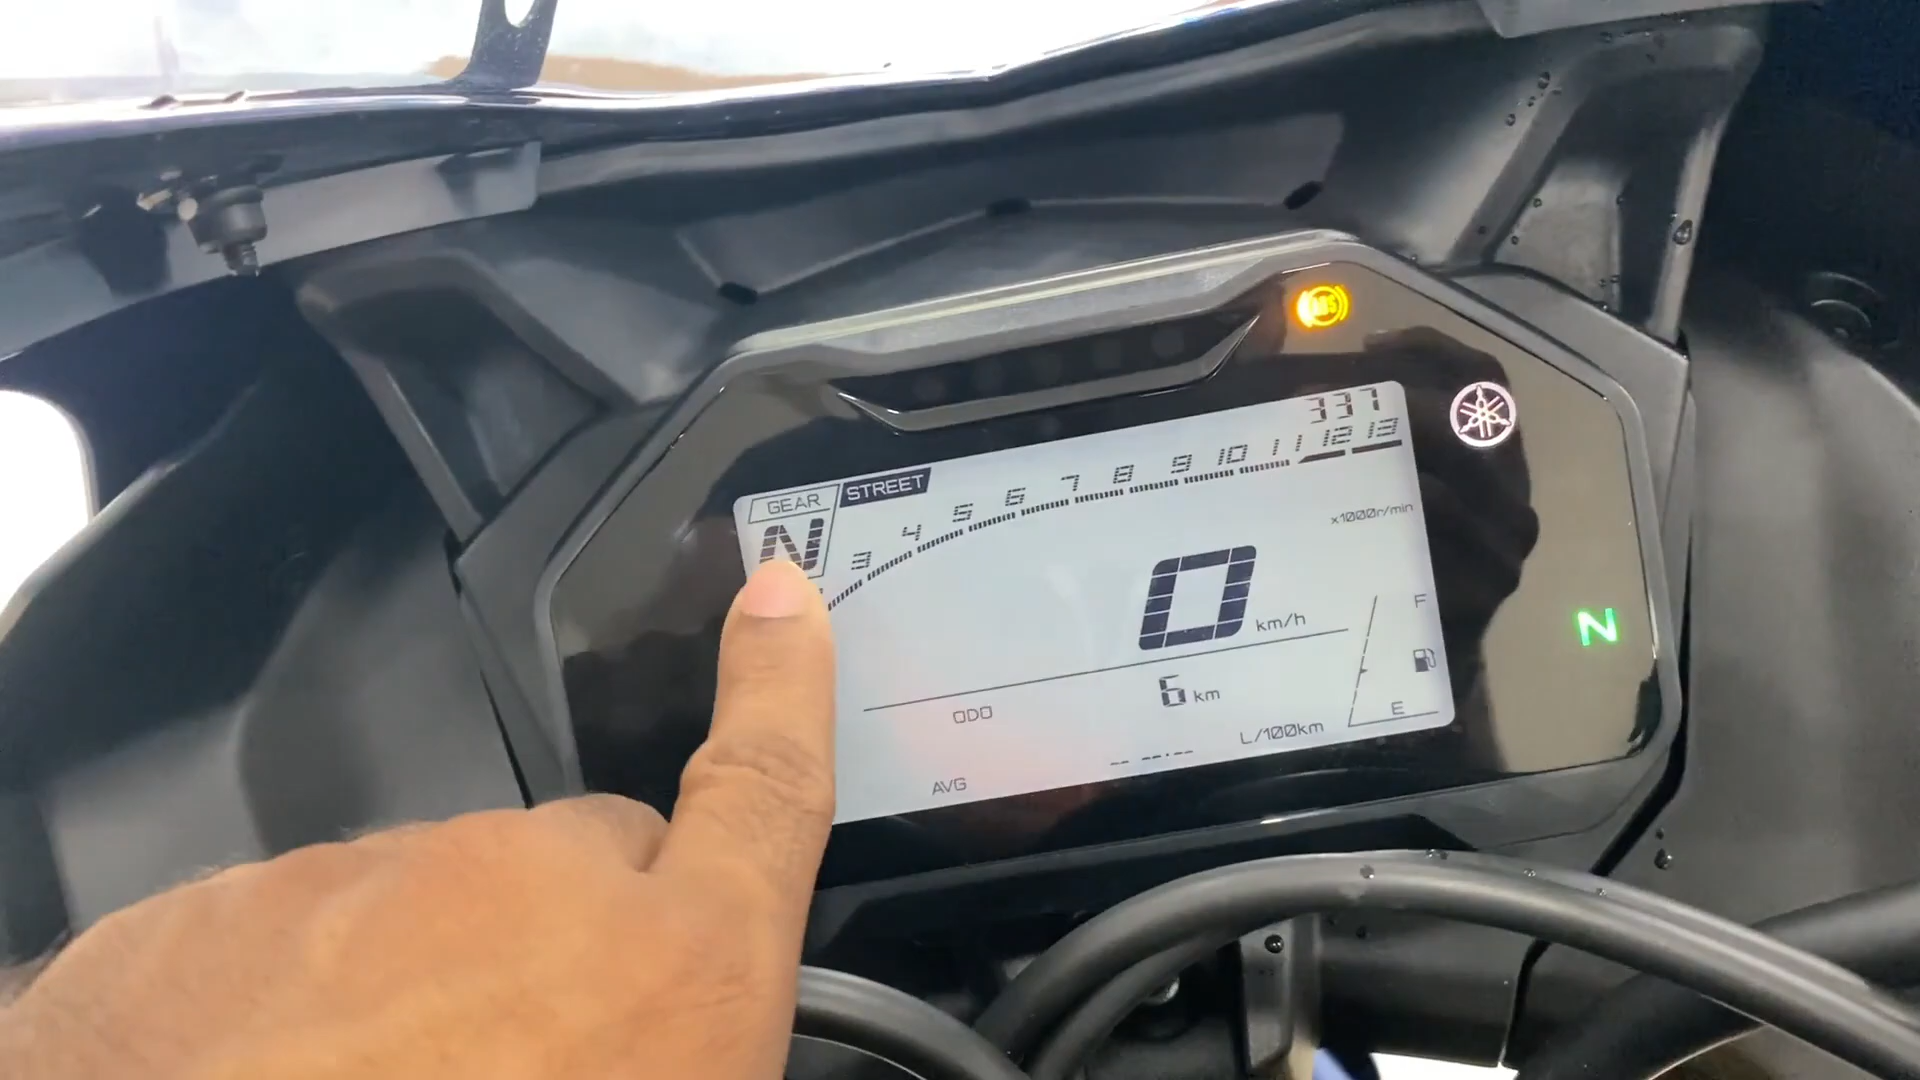 ABS
337
GEAR STREET
N
3 4 5 6 7 8 9 10 11 12 13
x1000r/min
0 km/h
F
N
6 km
ODO
E
L/100km
-- --.--
AVG